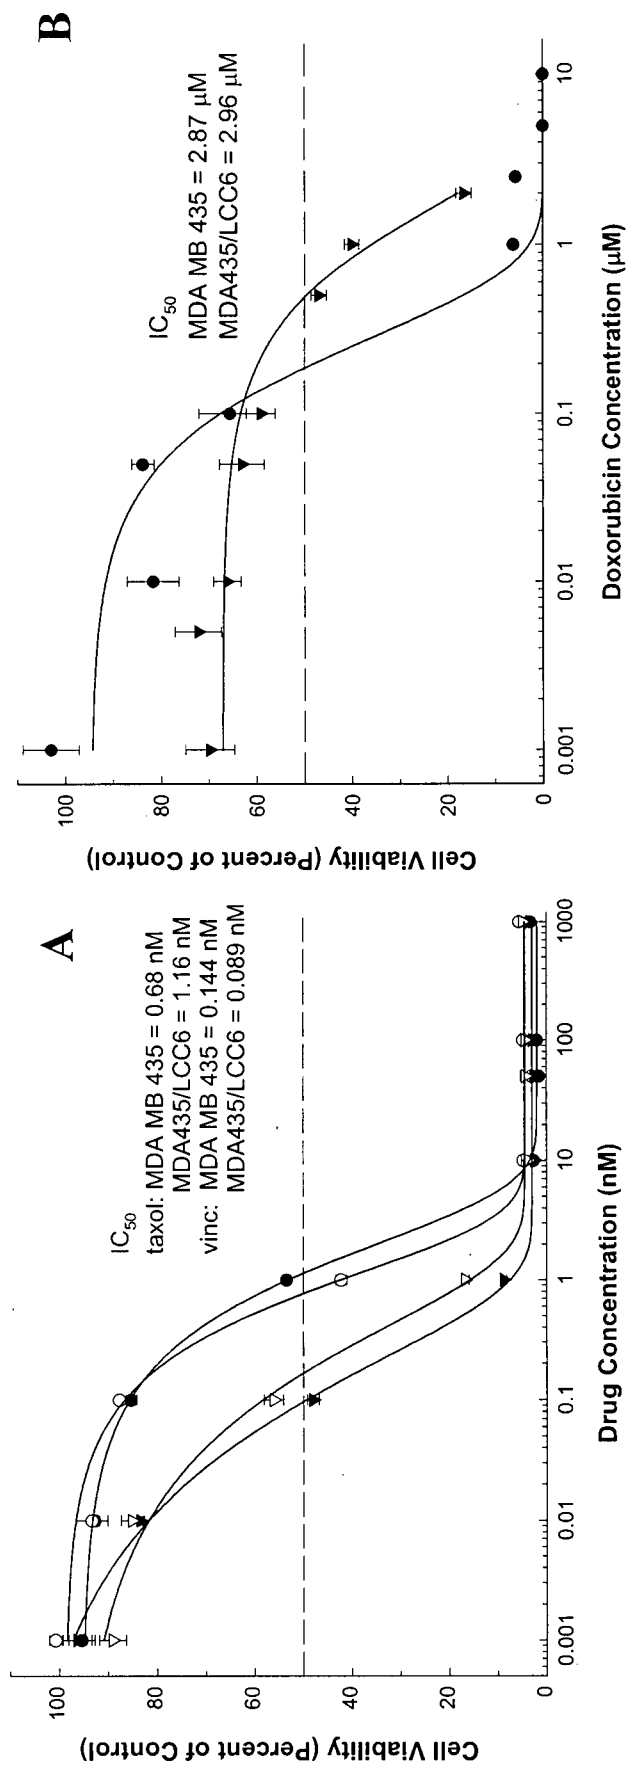 A
IC50
taxol: MDA MB 435 = 0.68 nM
MDA435/LCC6 = 1.16 nM
vinc: MDA MB 435 = 0.144 nM
MDA435/LCC6 = 0.089 nM
Cell Viability (Percent of Control)
100
80
60
40
20
0
0.001
0.01
0.1
1
10
100
1000
Drug Concentration (nM)
B
IC50
MDA MB 435 = 2.87 μM
MDA435/LCC6 = 2.96 μM
Cell Viability (Percent of Control)
100
80
60
40
20
0
0.001
0.01
0.1
1
10
Doxorubicin Concentration (μM)